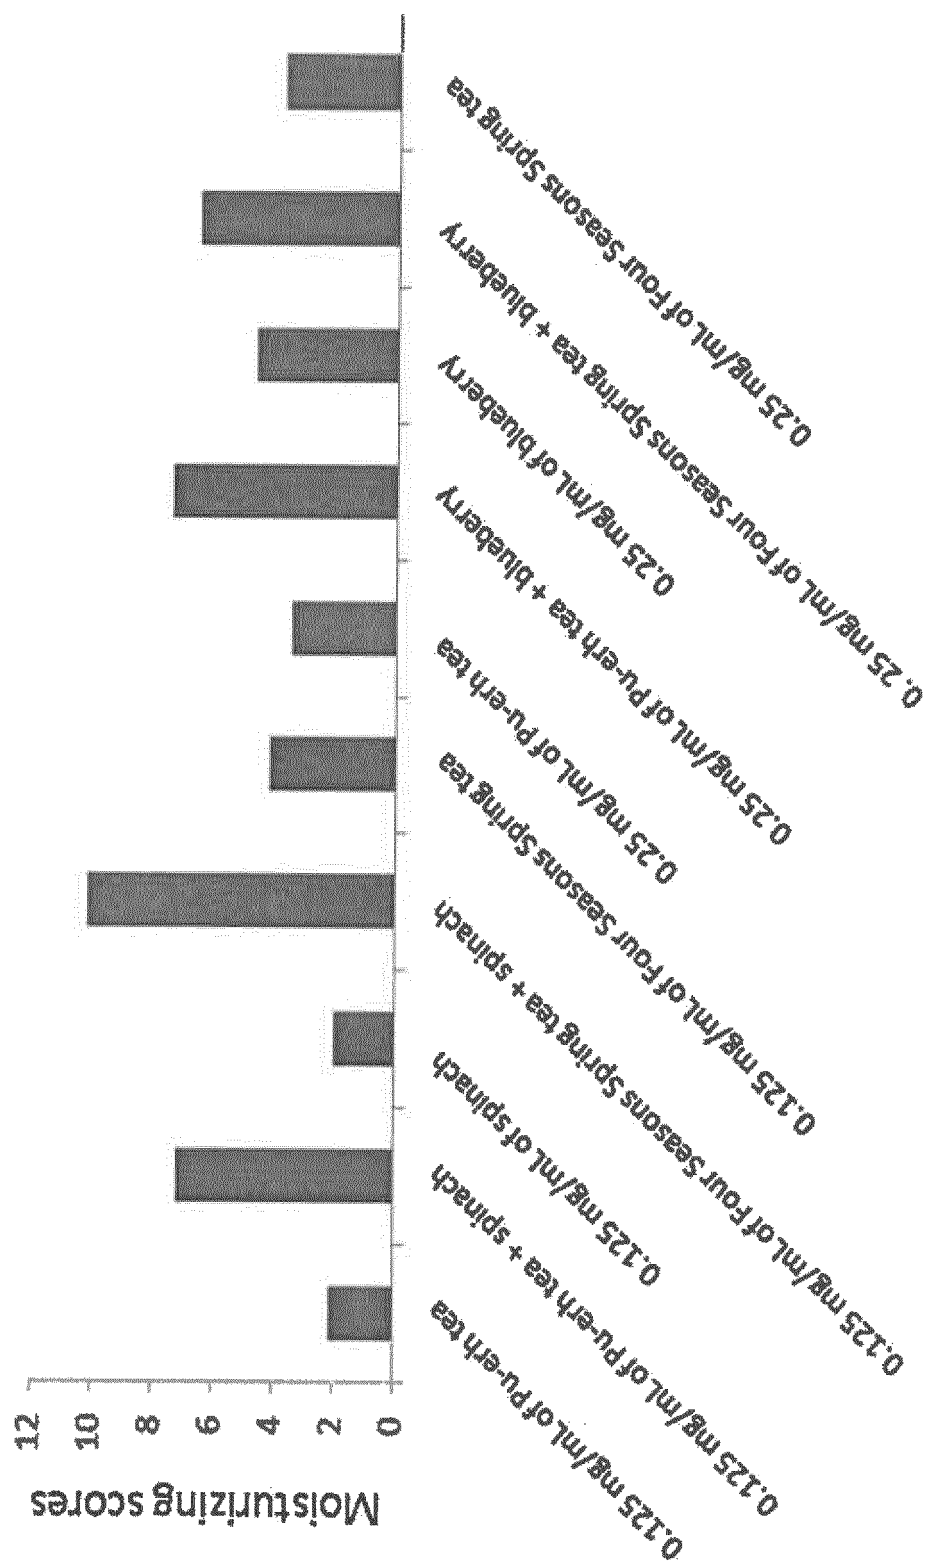 Moisturizing scores
12
10
8
6
4
2
0
0.125 mg/mL of Pu-erh tea
0.125 mg/mL of Pu-erh tea + spinach
0.125 mg/mL of spinach
0.125 mg/mL of Four Seasons Spring tea + spinach
0.125 mg/mL of Four Seasons Spring tea
0.25 mg/mL of Pu-erh tea
0.25 mg/mL of Pu-erh tea + blueberry
0.25 mg/mL of blueberry
0.25 mg/mL of Four Seasons Spring tea + blueberry
0.25 mg/mL of Four Seasons Spring tea